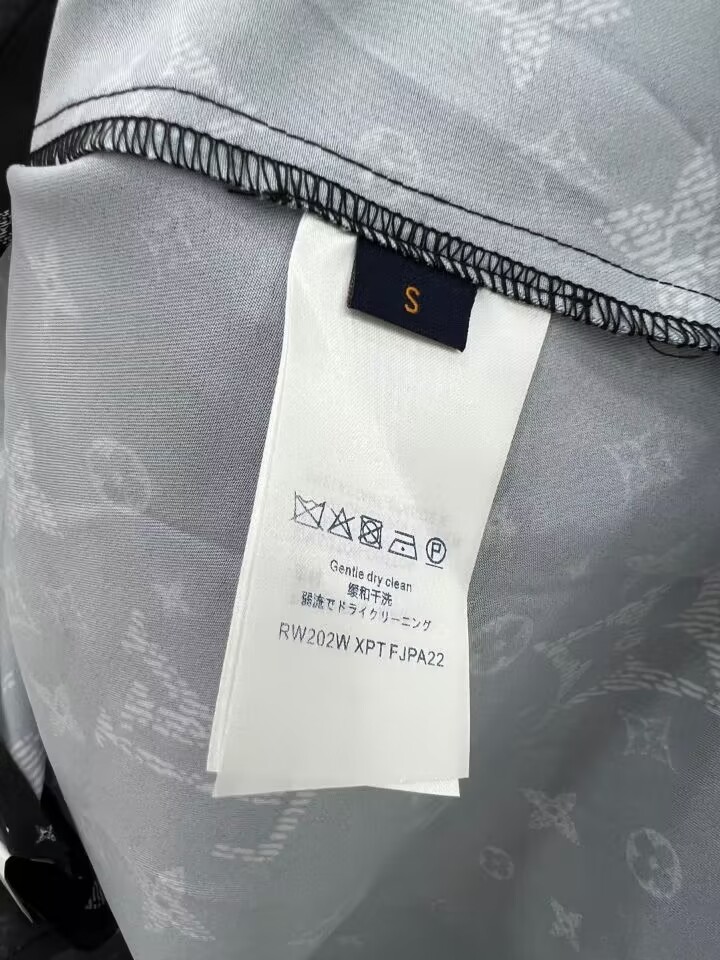 S
P
Gentle dry clean
缓和干洗
弱流でドライクリーニング
RW202W XPT FJPA22